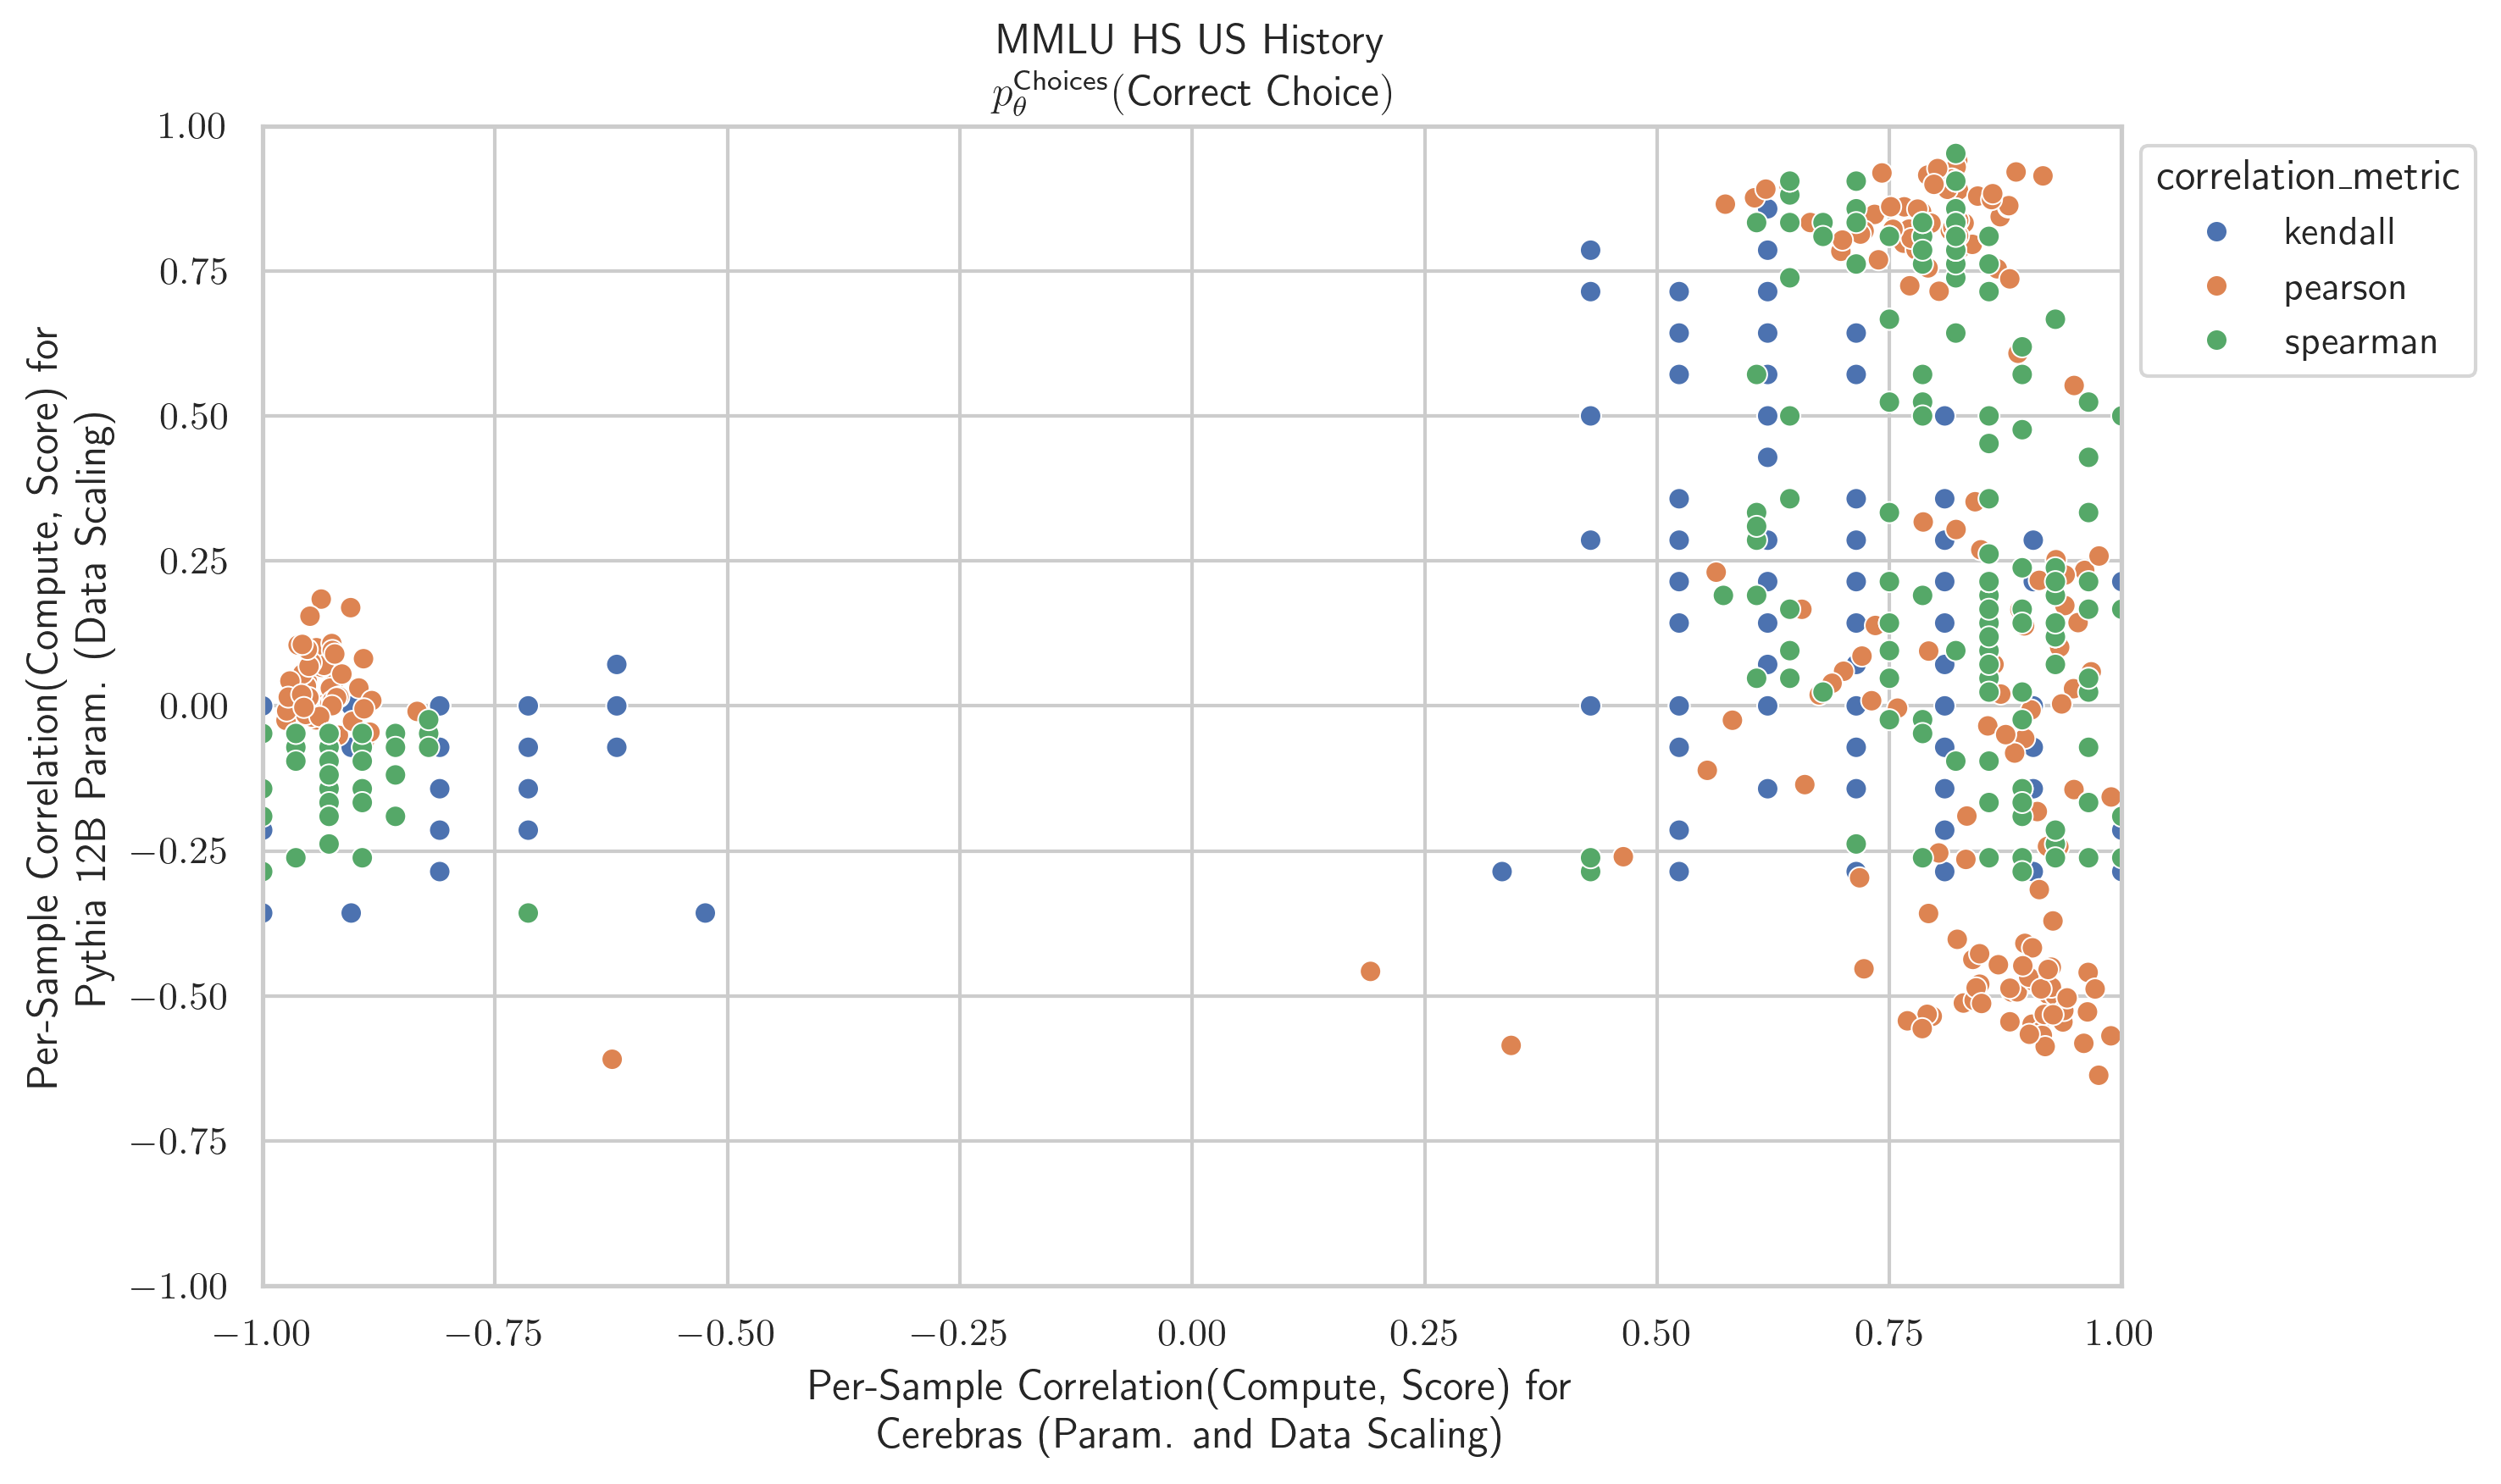 MMLU HS US History
p_θ^Choices(Correct Choice)
1.00
0.75
0.50
0.25
0.00
−0.25
−0.50
−0.75
−1.00
Per-Sample Correlation(Compute, Score) for
Pythia 12B Param. (Data Scaling)
−1.00
−0.75
−0.50
−0.25
0.00
0.25
0.50
0.75
1.00
Per-Sample Correlation(Compute, Score) for
Cerebras (Param. and Data Scaling)
correlation_metric
kendall
pearson
spearman